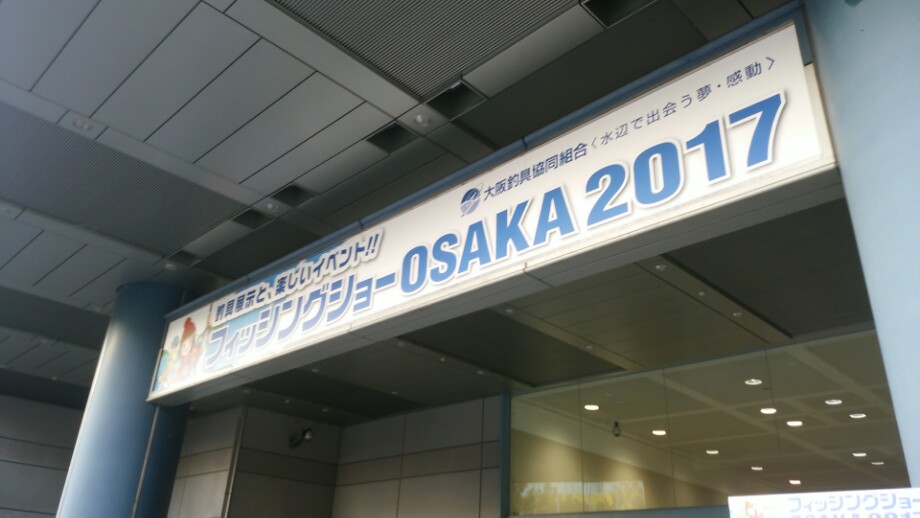 大阪釣具協同組合〈水辺で出会う夢・感動〉
釣具展示と、楽しいイベント!!
フィッシングショーOSAKA 2017
フィッシングショー
OSAKA 2017